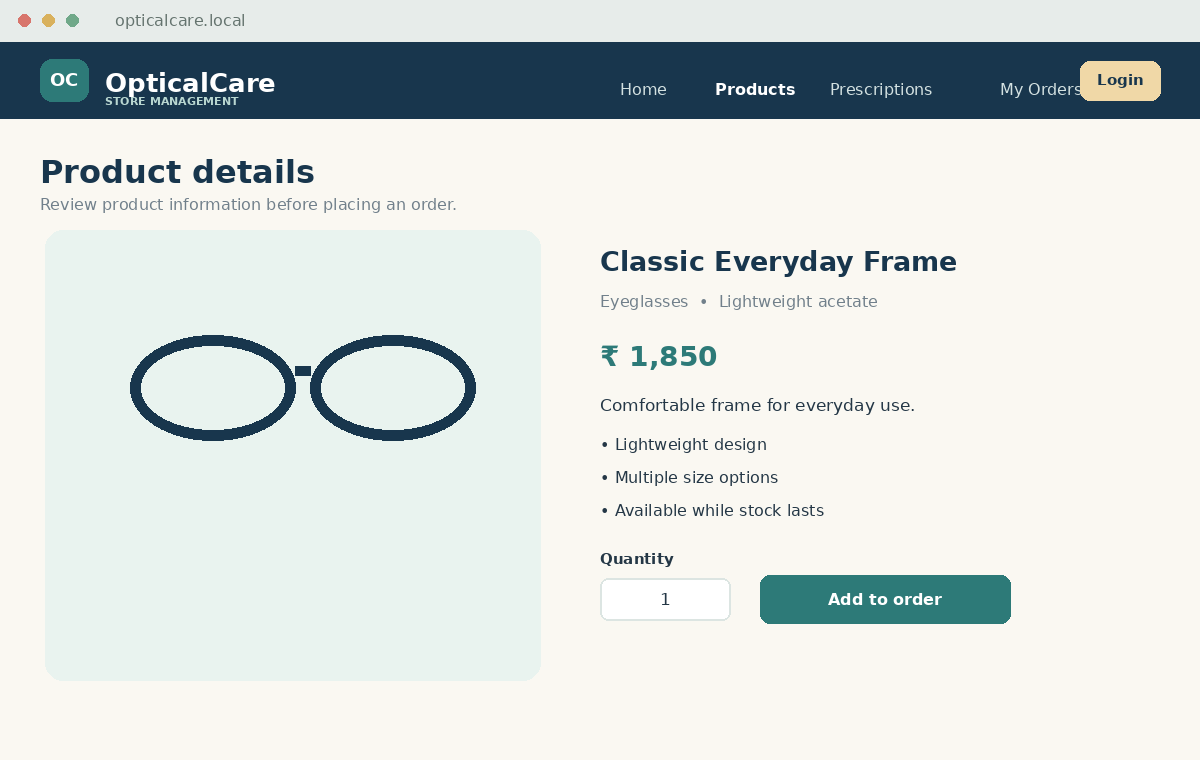 opticalcare.local
OC
OpticalCare
STORE MANAGEMENT
Home Products Prescriptions My Orders Login
Product details
Review product information before placing an order.
Classic Everyday Frame
Eyeglasses • Lightweight acetate
₹ 1,850
Comfortable frame for everyday use.
• Lightweight design
• Multiple size options
• Available while stock lasts
Quantity
1 Add to order